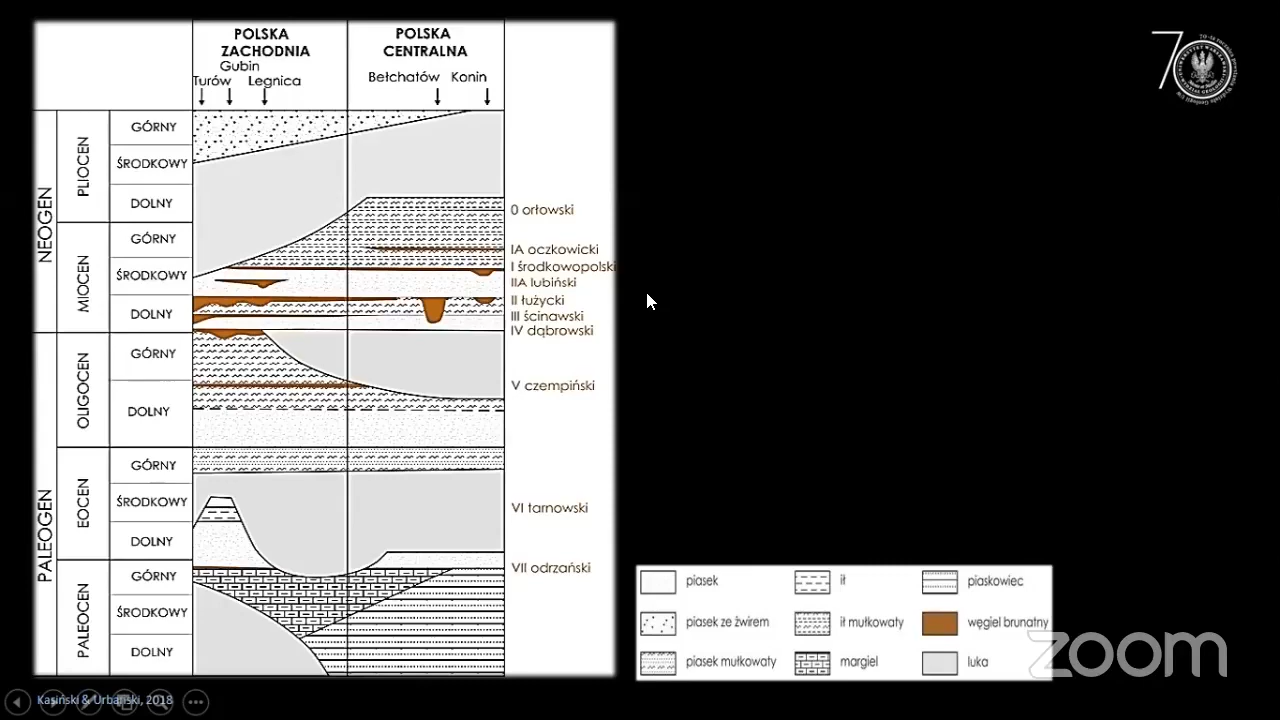 POLSKA
ZACHODNIA
POLSKA
CENTRALNA
Gubin
Turów
Legnica
Bełchatów
Konin
NEOGEN
PLIOCEN
GÓRNY
ŚRODKOWY
DOLNY
MIOCEN
GÓRNY
ŚRODKOWY
DOLNY
PALEOGEN
OLIGOCEN
GÓRNY
DOLNY
EOCEN
GÓRNY
ŚRODKOWY
DOLNY
PALEOCEN
GÓRNY
ŚRODKOWY
DOLNY
0 orłowski
IA oczkowicki
I środkowopolski
IIA lubiński
II łużycki
III ścinawski
IV dąbrowski
V czempiński
VI tarnowski
VII odrzański
piasek
ił
piaskowiec
piasek ze żwirem
ił mułkowaty
węgiel brunatny
piasek mułkowaty
margiel
luka
zoom
Kasiński & Urbański, 2018
7